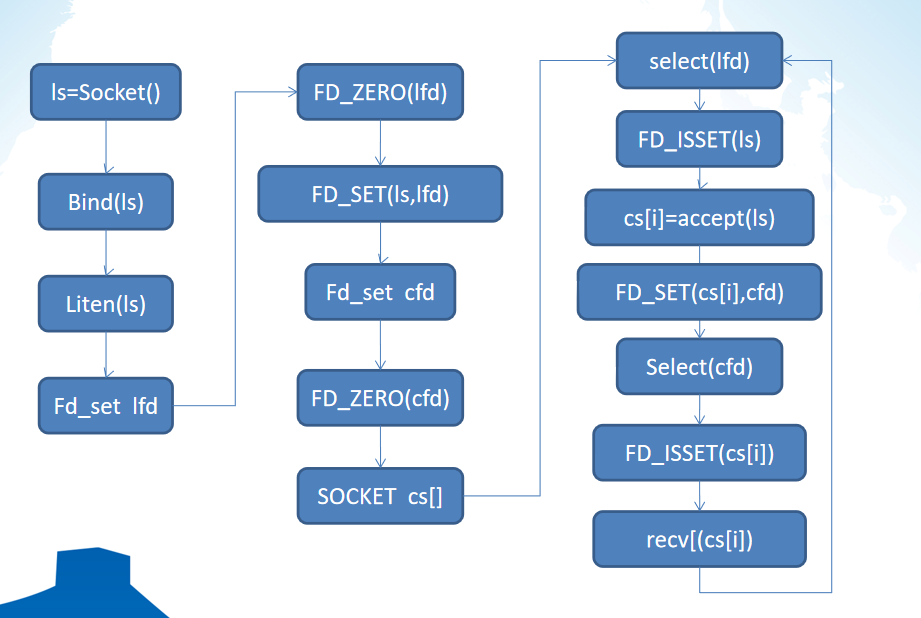 ls=Socket()
Bind(ls)
Liten(ls)
Fd_set lfd
FD_ZERO(lfd)
FD_SET(ls,lfd)
Fd_set cfd
FD_ZERO(cfd)
SOCKET cs[]
select(lfd)
FD_ISSET(ls)
cs[i]=accept(ls)
FD_SET(cs[i],cfd)
Select(cfd)
FD_ISSET(cs[i])
recv[(cs[i])